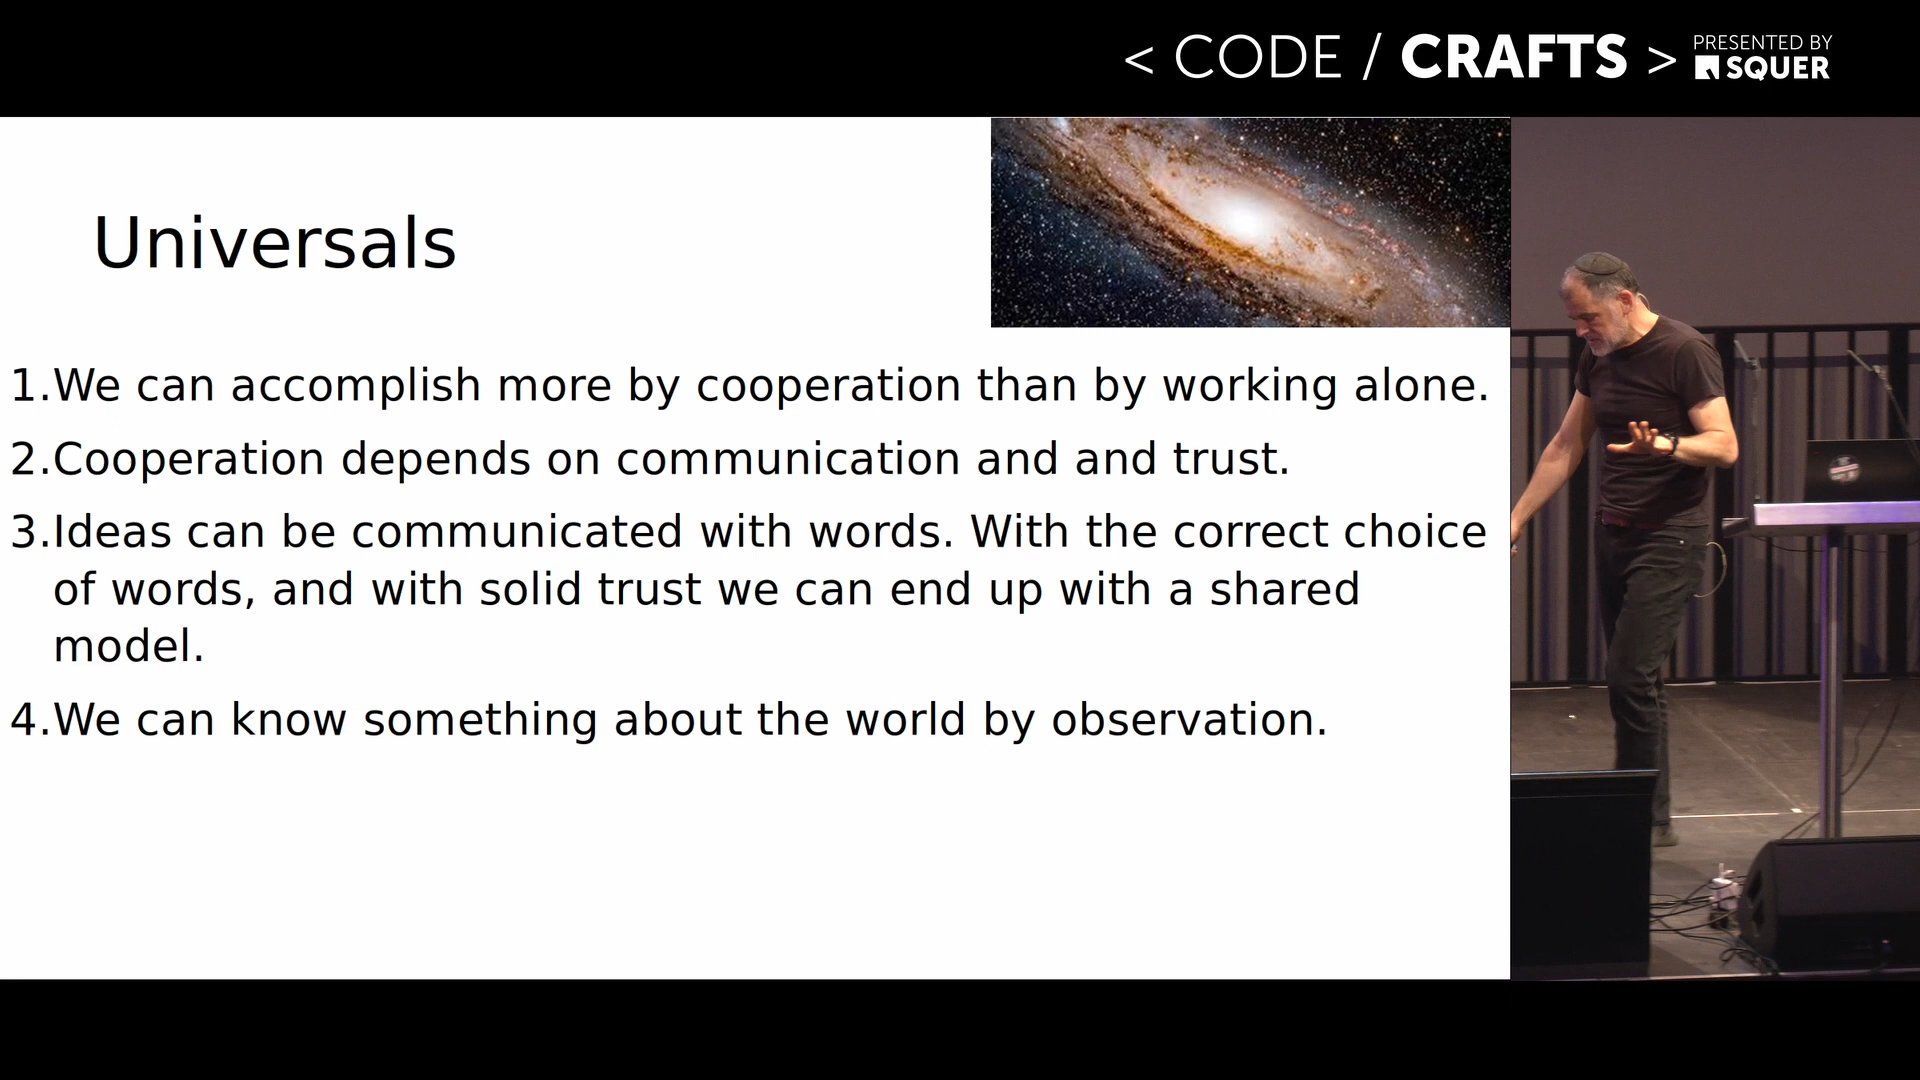 < CODE / CRAFTS > PRESENTED BY
SQUER
Universals
1.We can accomplish more by cooperation than by working alone.
2.Cooperation depends on communication and and trust.
3.Ideas can be communicated with words. With the correct choice
of words, and with solid trust we can end up with a shared
model.
4.We can know something about the world by observation.